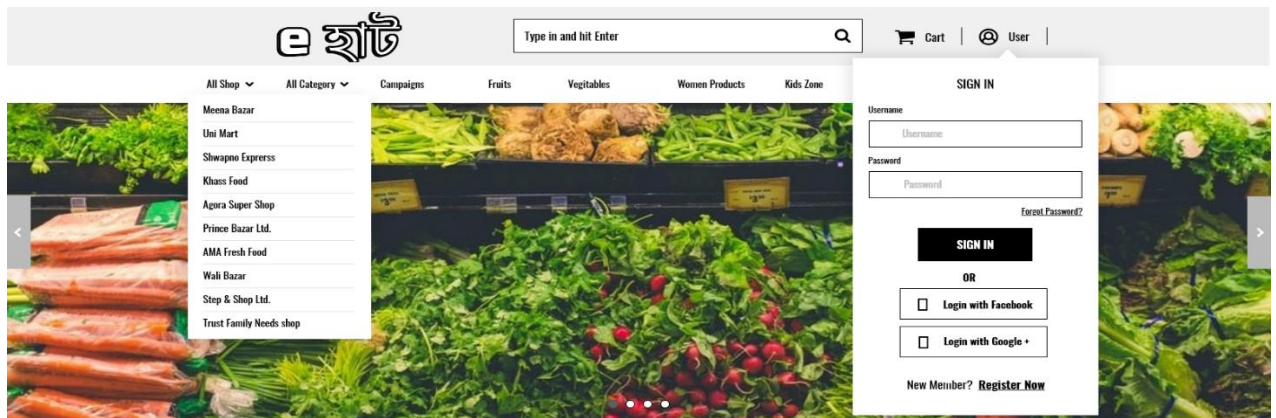 e হাট
Type in and hit Enter
Cart
User
All Shop
All Category
Campaigns
Fruits
Vegitables
Women Products
Kids Zone
Meena Bazar
Uni Mart
Shwapno Exprerss
Khass Food
Agora Super Shop
Prince Bazar Ltd.
AMA Fresh Food
Wali Bazar
Step & Shop Ltd.
Trust Family Needs shop
SIGN IN
Username
Username
Password
Password
Forgot Password?
SIGN IN
OR
Login with Facebook
Login with Google +
New Member? Register Now